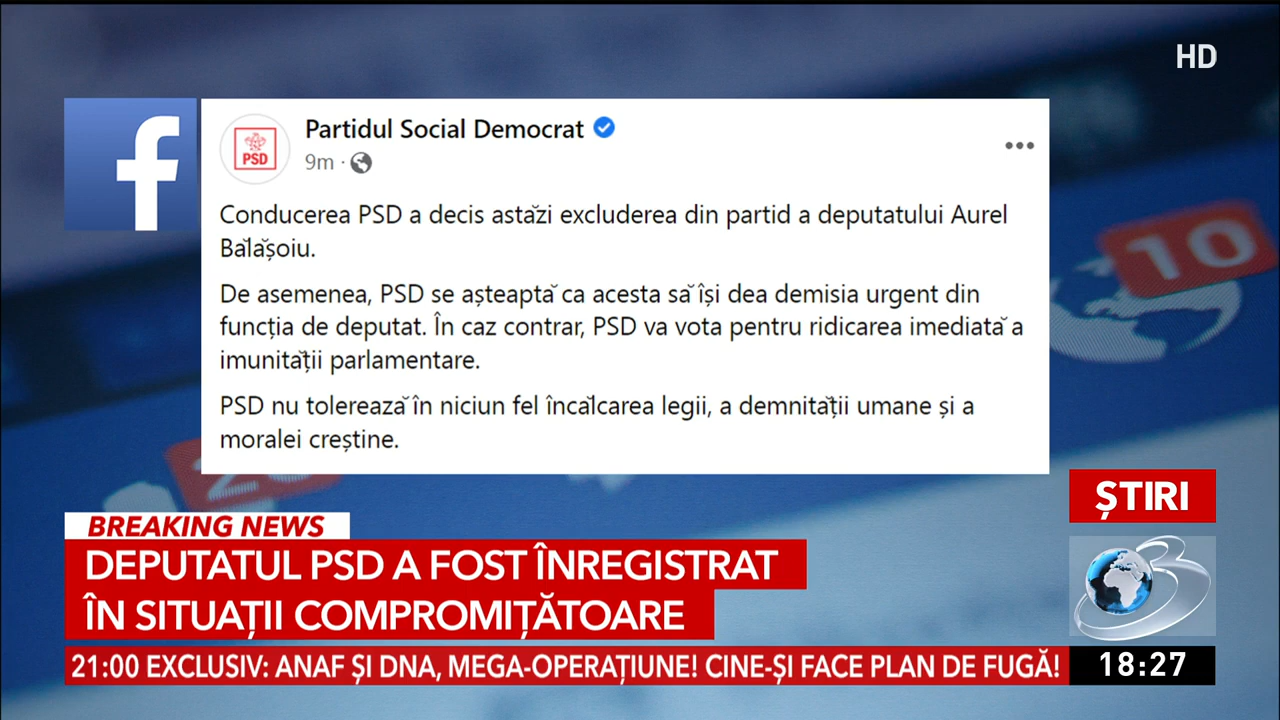 HD
Partidul Social Democrat
9m ·
Conducerea PSD a decis astăzi excluderea din partid a deputatului Aurel
Bălășoiu.
De asemenea, PSD se așteaptă ca acesta să își dea demisia urgent din
funcția de deputat. În caz contrar, PSD va vota pentru ridicarea imediată a
imunității parlamentare.
PSD nu tolerează în niciun fel încălcarea legii, a demnității umane și a
moralei creștine.
PSD
10
BREAKING NEWS
DEPUTATUL PSD A FOST ÎNREGISTRAT
ÎN SITUAȚII COMPROMIȚĂTOARE
21:00 EXCLUSIV: ANAF ȘI DNA, MEGA-OPERAȚIUNE! CINE-ȘI FACE PLAN DE FUGĂ!
ȘTIRI
3
18:27